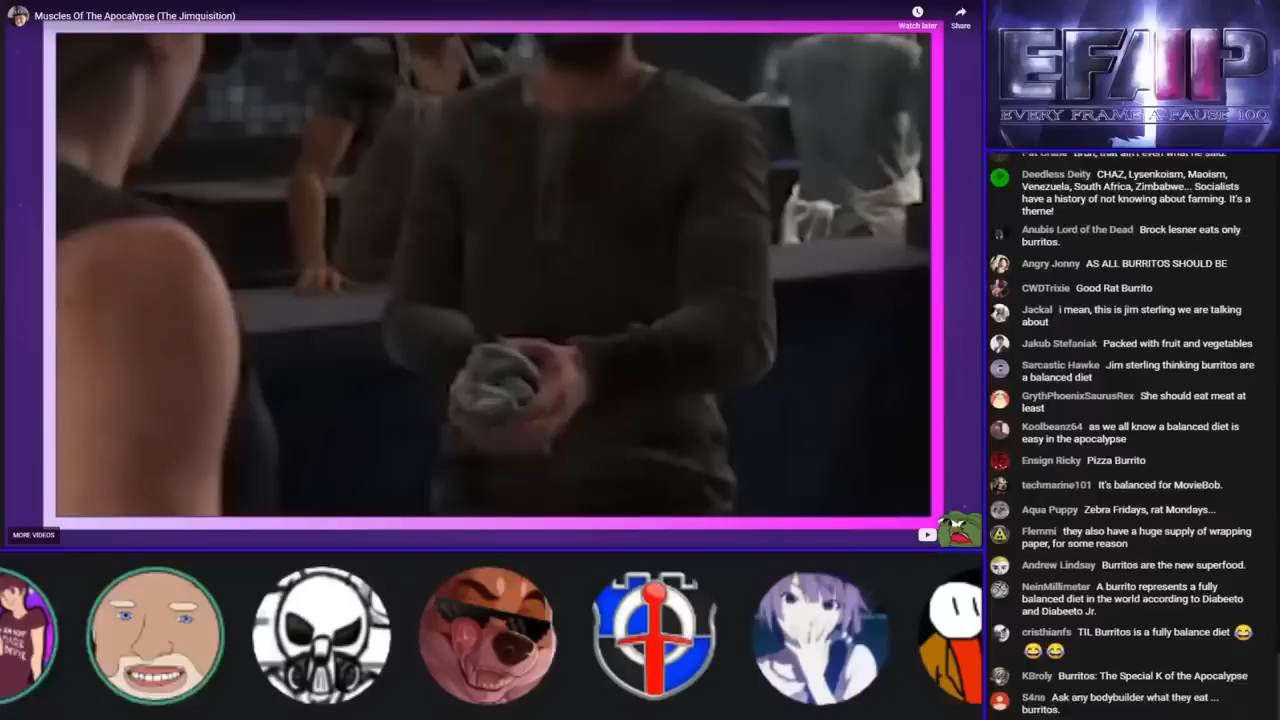 Muscles Of The Apocalypse (The Jimquisition)
Watch later
Share
EFAP
EVERY FRAME A PAUSE 100
Deedless Deity CHAZ, Lysenkoism, Maoism,
Venezuela, South Africa, Zimbabwe... Socialists
have a history of not knowing about farming. It's a
theme!
Anubis Lord of the Dead Brock lesner eats only
burritos.
Angry Jonny AS ALL BURRITOS SHOULD BE
CWDTrixie Good Rat Burrito
Jackal i mean, this is jim sterling we are talking
about
Jakub Stefaniak Packed with fruit and vegetables
Sarcastic Hawke Jim sterling thinking burritos are
a balanced diet
GrythPhoenixSaurusRex She should eat meat at
least
Koolbeanz64 as we all know a balanced diet is
easy in the apocalypse
Ensign Ricky Pizza Burrito
techmarine101 It's balanced for MovieBob.
Aqua Puppy Zebra Fridays, rat Mondays...
Flemmi they also have a huge supply of wrapping
paper, for some reason
Andrew Lindsay Burritos are the new superfood.
NeinMillimeter A burrito represents a fully
balanced diet in the world according to Diabeeto
and Diabeeto Jr.
cristhianfs TIL Burritos is a fully balance diet 😂
😂 😂
KBroly Burritos: The Special K of the Apocalypse
S4ns Ask any bodybuilder what they eat ...
burritos.
MORE VIDEOS